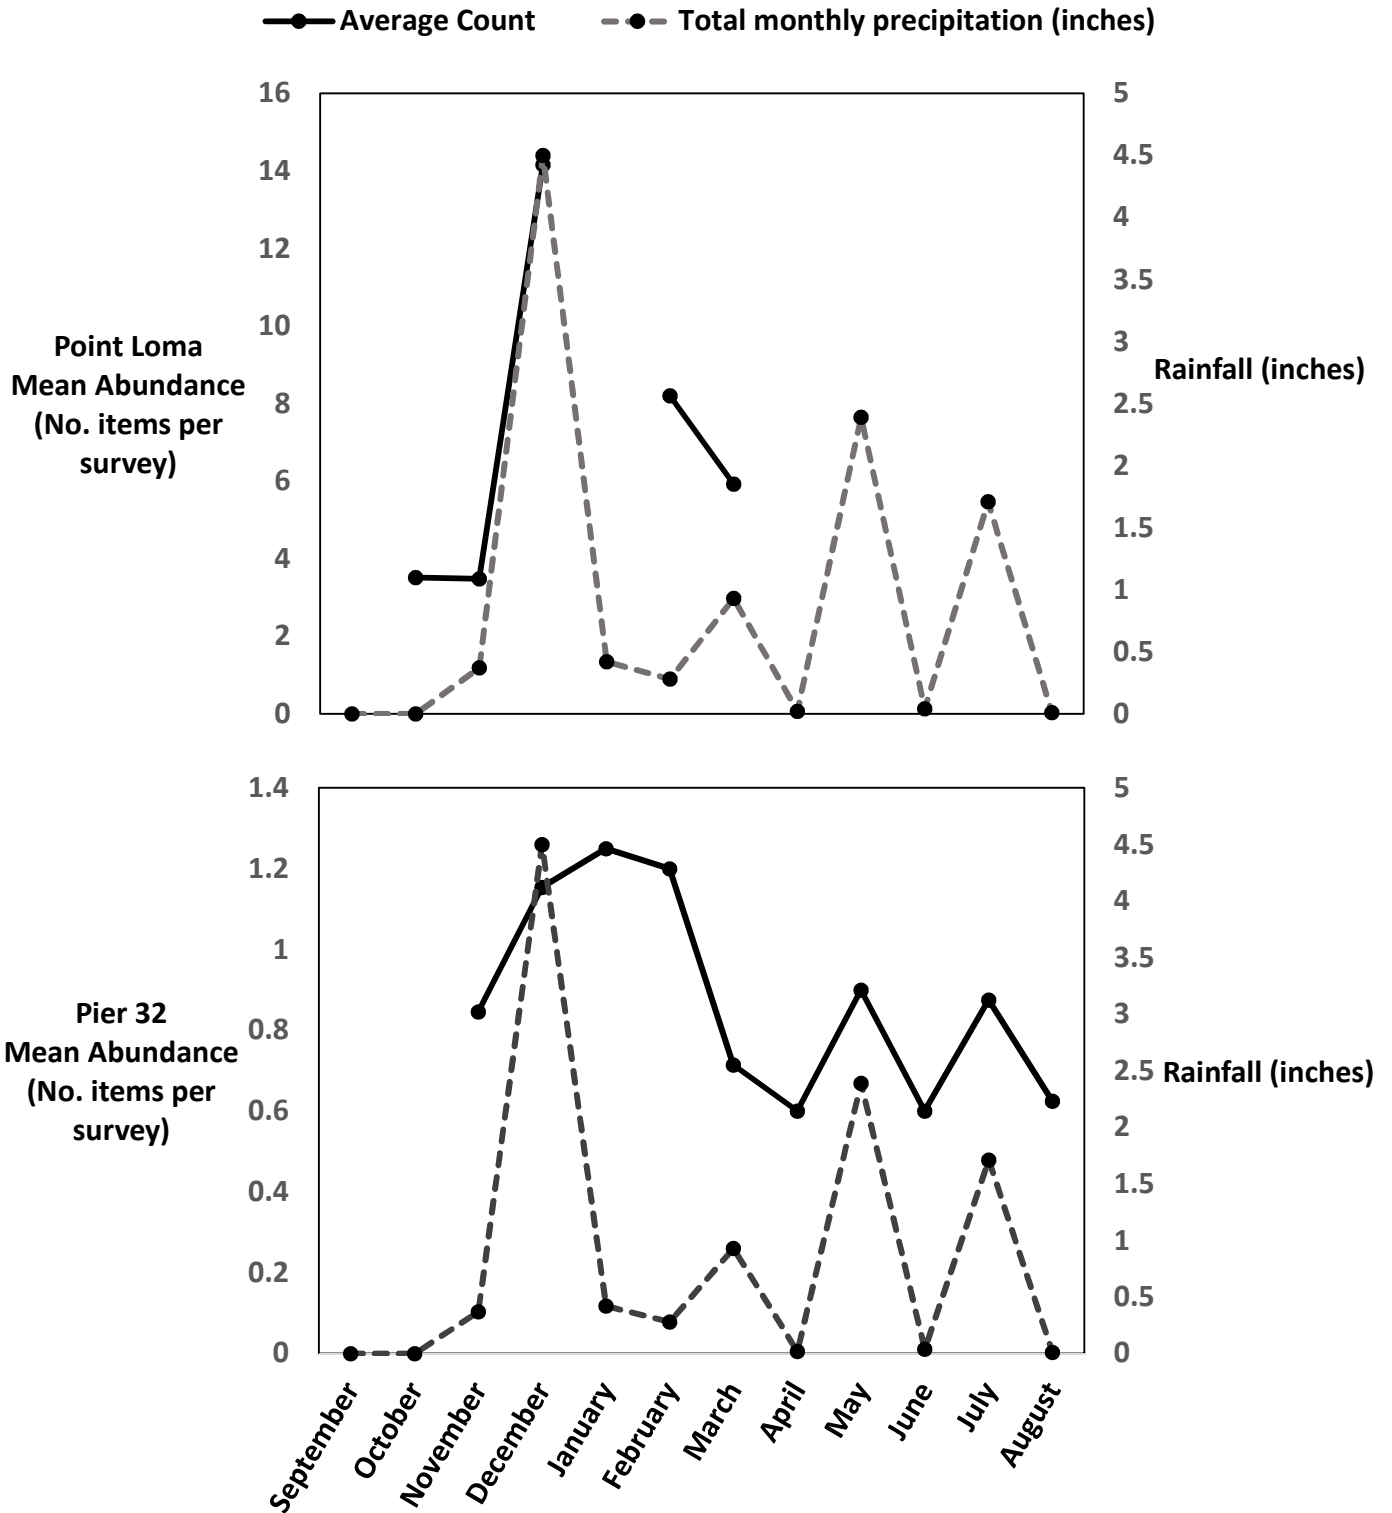 Average Count
Total monthly precipitation (inches)
16
14
12
10
8
6
4
2
0
Point Loma
Mean Abundance
(No. items per
survey)
5
4.5
4
3.5
3
2.5
2
1.5
1
0.5
0
Rainfall (inches)
1.4
1.2
1
0.8
0.6
0.4
0.2
0
Pier 32
Mean Abundance
(No. items per
survey)
5
4.5
4
3.5
3
2.5
2
1.5
1
0.5
0
Rainfall (inches)
September
October
November
December
January
February
March
April
May
June
July
August